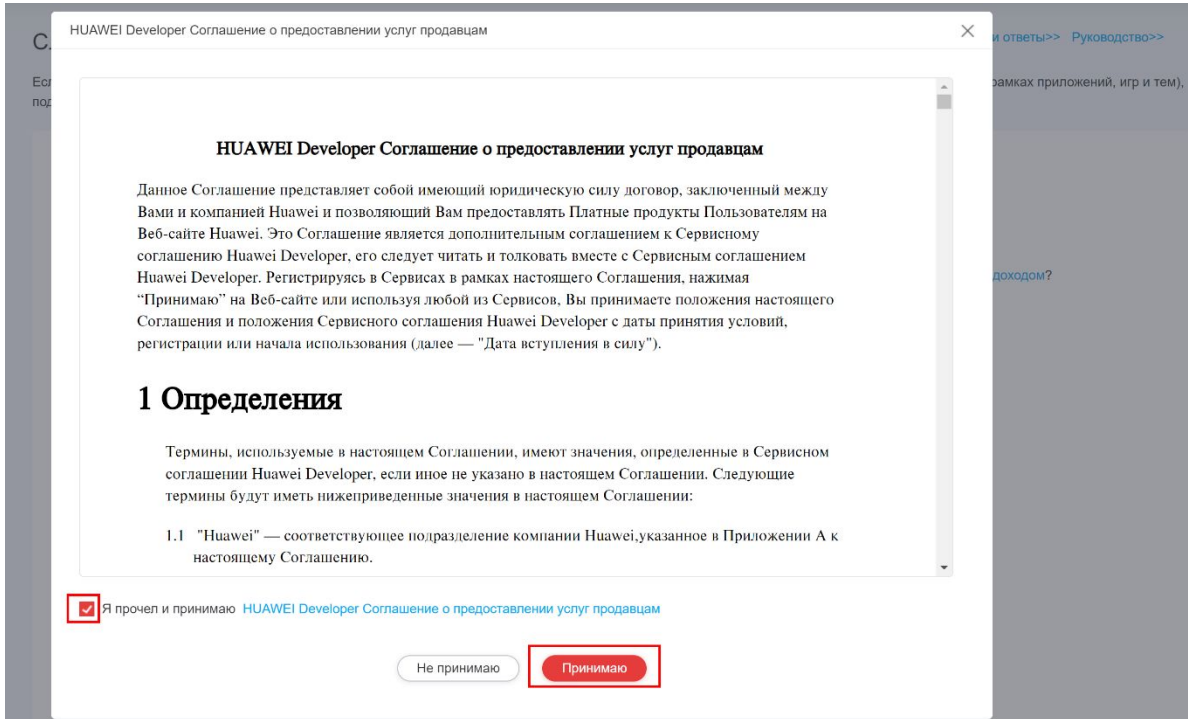 HUAWEI Developer Соглашение о предоставлении услуг продавцам
и ответы>> Руководство>>
рамках приложений, игр и тем),
HUAWEI Developer Соглашение о предоставлении услуг продавцам
Данное Соглашение представляет собой имеющий юридическую силу договор, заключенный между
Вами и компанией Huawei и позволяющий Вам предоставлять Платные продукты Пользователям на
Веб-сайте Huawei. Это Соглашение является дополнительным соглашением к Сервисному
соглашению Huawei Developer, его следует читать и толковать вместе с Сервисным соглашением
Huawei Developer. Регистрируясь в Сервисах в рамках настоящего Соглашения, нажимая
“Принимаю” на Веб-сайте или используя любой из Сервисов, Вы принимаете положения настоящего
Соглашения и положения Сервисного соглашения Huawei Developer с даты принятия условий,
регистрации или начала использования (далее — "Дата вступления в силу").
доходом?
1 Определения
Термины, используемые в настоящем Соглашении, имеют значения, определенные в Сервисном
соглашении Huawei Developer, если иное не указано в настоящем Соглашении. Следующие
термины будут иметь нижеприведенные значения в настоящем Соглашении:
1.1 "Huawei" — соответствующее подразделение компании Huawei,указанное в Приложении А к
настоящему Соглашению.
Я прочел и принимаю HUAWEI Developer Соглашение о предоставлении услуг продавцам
Не принимаю Принимаю